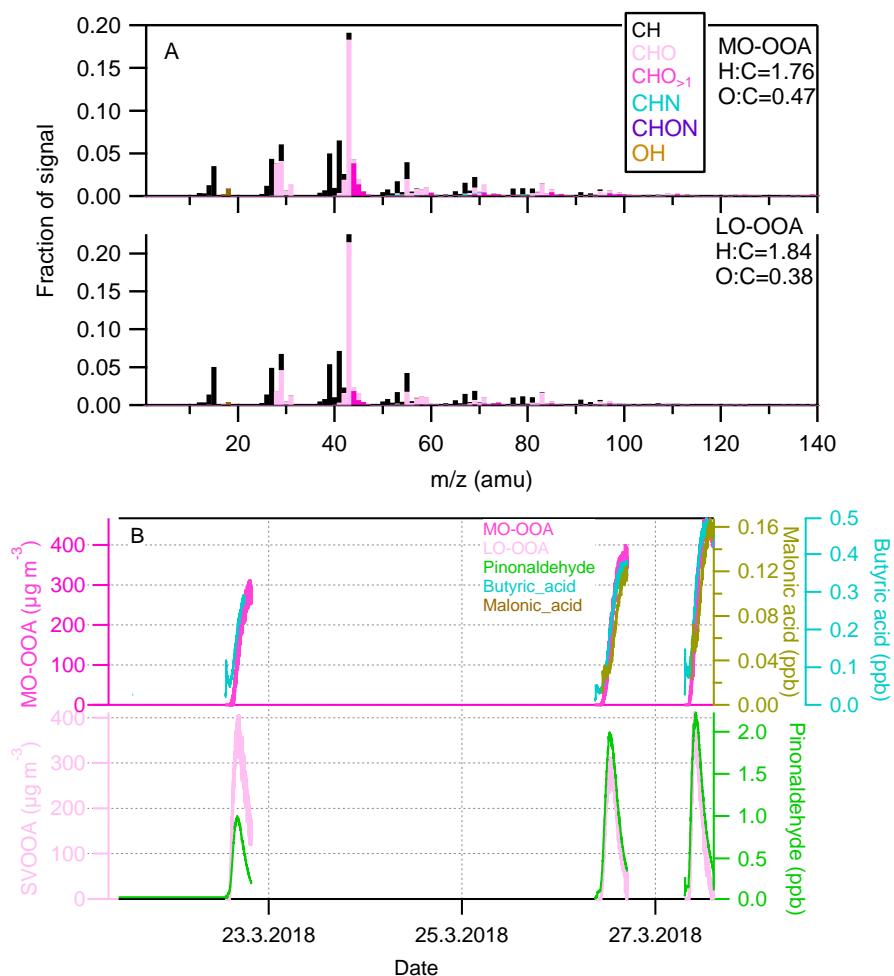 A
CH
CHO
CHO>1
CHN
CHON
OH
MO-OOA
H:C=1.76
O:C=0.47
0.20
0.15
0.10
0.05
0.00
Fraction of signal
LO-OOA
H:C=1.84
O:C=0.38
0.20
0.15
0.10
0.05
0.00
20 40 60 80 100 120 140
m/z (amu)
B
MO-OOA
LO-OOA
Pinonaldehyde
Butyric_acid
Malonic_acid
MO-OOA (µg m-3)
400
300
200
100
0
Malonic acid (ppb)
0.16
0.12
0.08
0.04
0.00
Butyric acid (ppb)
0.5
0.4
0.3
0.2
0.1
0.0
SVOOA (µg m-3)
400
300
200
100
0
Pinonaldehyde (ppb)
2.0
1.5
1.0
0.5
0.0
23.3.2018 25.3.2018 27.3.2018
Date